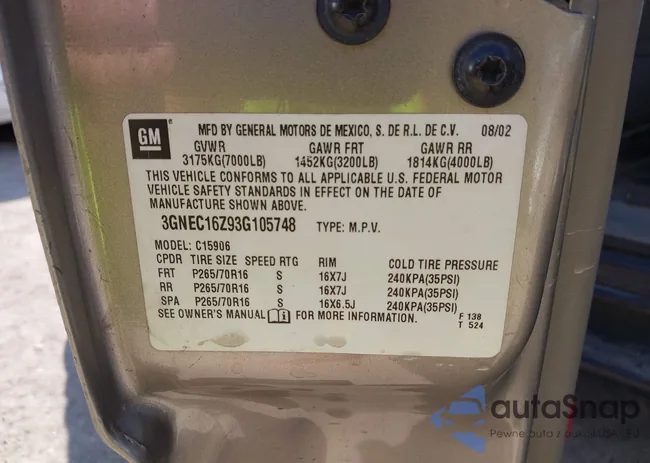 GM
MFD BY GENERAL MOTORS DE MEXICO, S. DE R.L. DE C.V. 08/02
GVWR GAWR FRT GAWR RR
3175KG(7000LB) 1452KG(3200LB) 1814KG(4000LB)
THIS VEHICLE CONFORMS TO ALL APPLICABLE U.S. FEDERAL MOTOR
VEHICLE SAFETY STANDARDS IN EFFECT ON THE DATE OF
MANUFACTURE SHOWN ABOVE.
3GNEC16Z93G105748 TYPE: M.P.V.
MODEL: C15906
CPDR TIRE SIZE SPEED RTG RIM COLD TIRE PRESSURE
FRT P265/70R16 S 16X7J 240KPA(35PSI)
RR P265/70R16 S 16X7J 240KPA(35PSI)
SPA P265/70R16 S 16X6.5J 240KPA(35PSI)
SEE OWNER'S MANUAL FOR MORE INFORMATION.
F 138
T 524
autoSnap
Pewne auta z